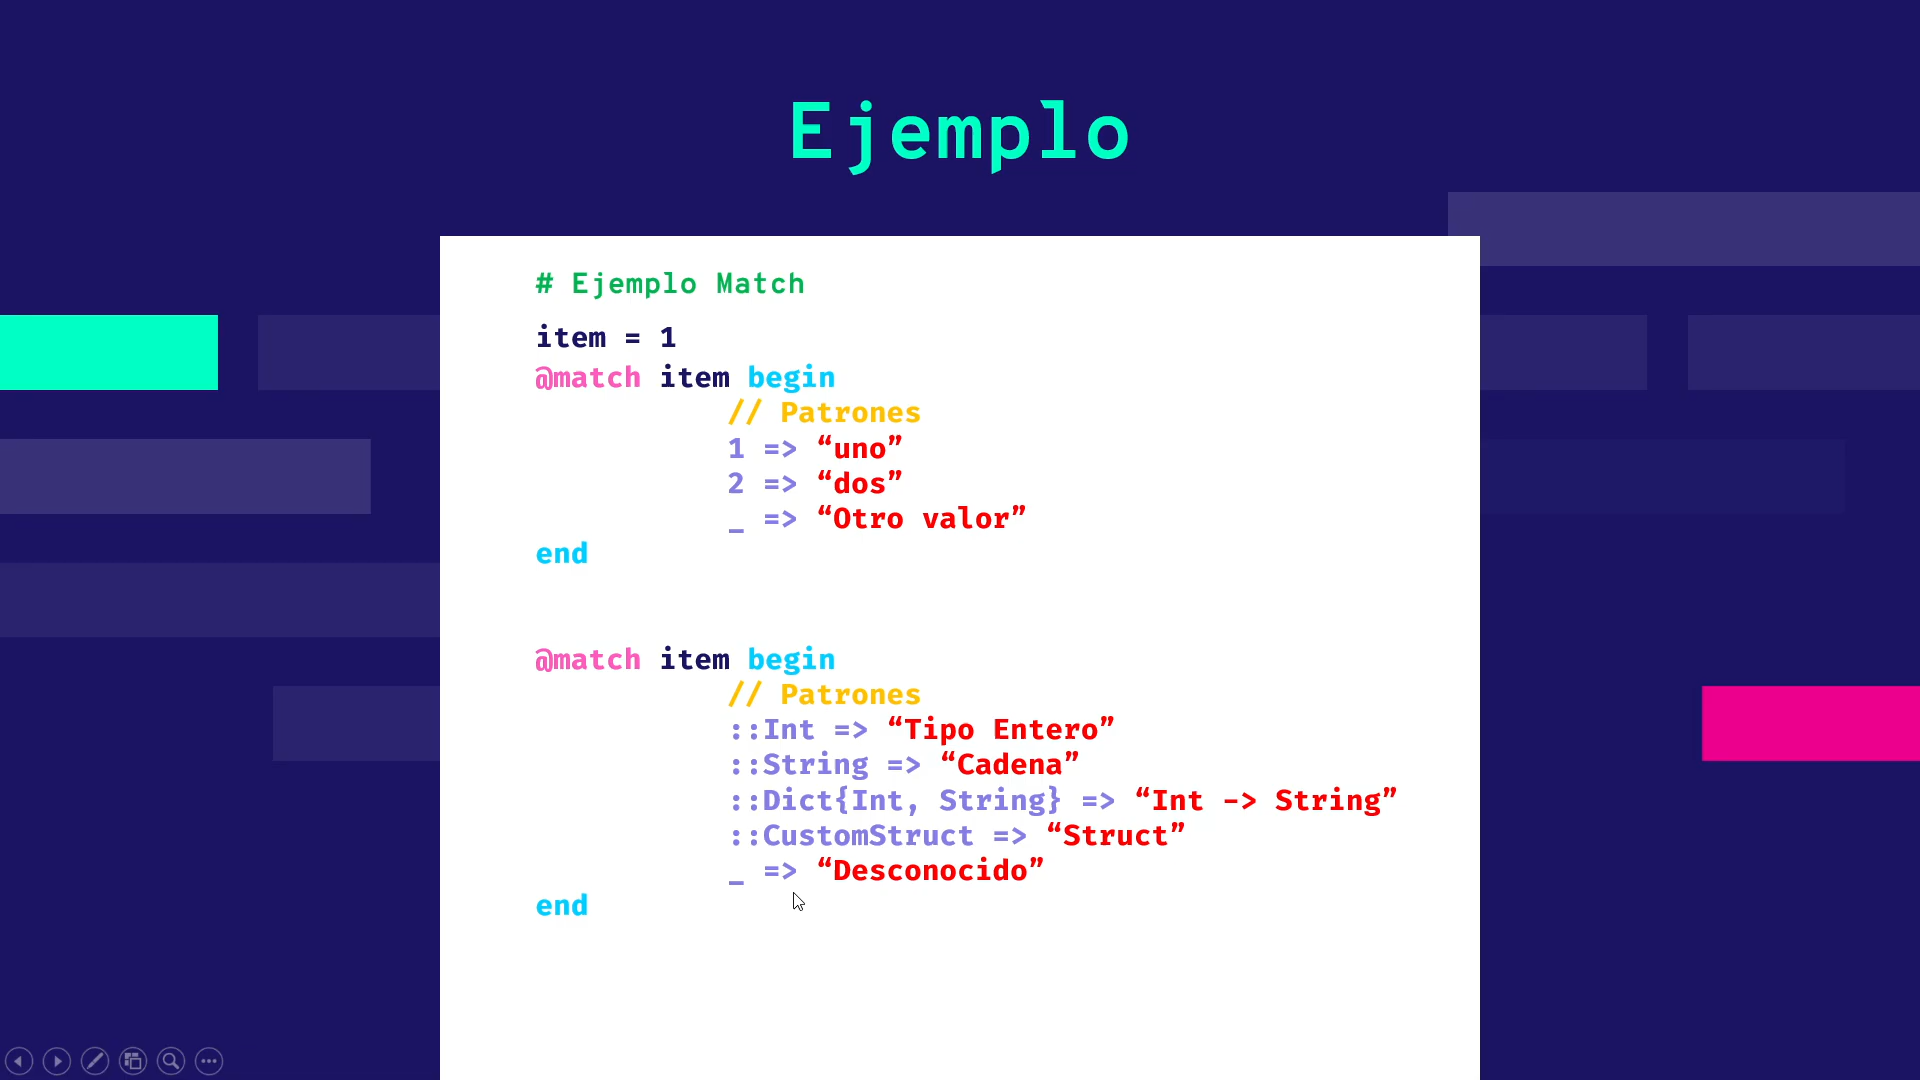 Ejemplo
# Ejemplo Match
item = 1
@match item begin
// Patrones
1 => “uno”
2 => “dos”
_ => “Otro valor”
end
@match item begin
// Patrones
::Int => “Tipo Entero”
::String => “Cadena”
::Dict{Int, String} => “Int -> String”
::CustomStruct => “Struct”
_ => “Desconocido”
end